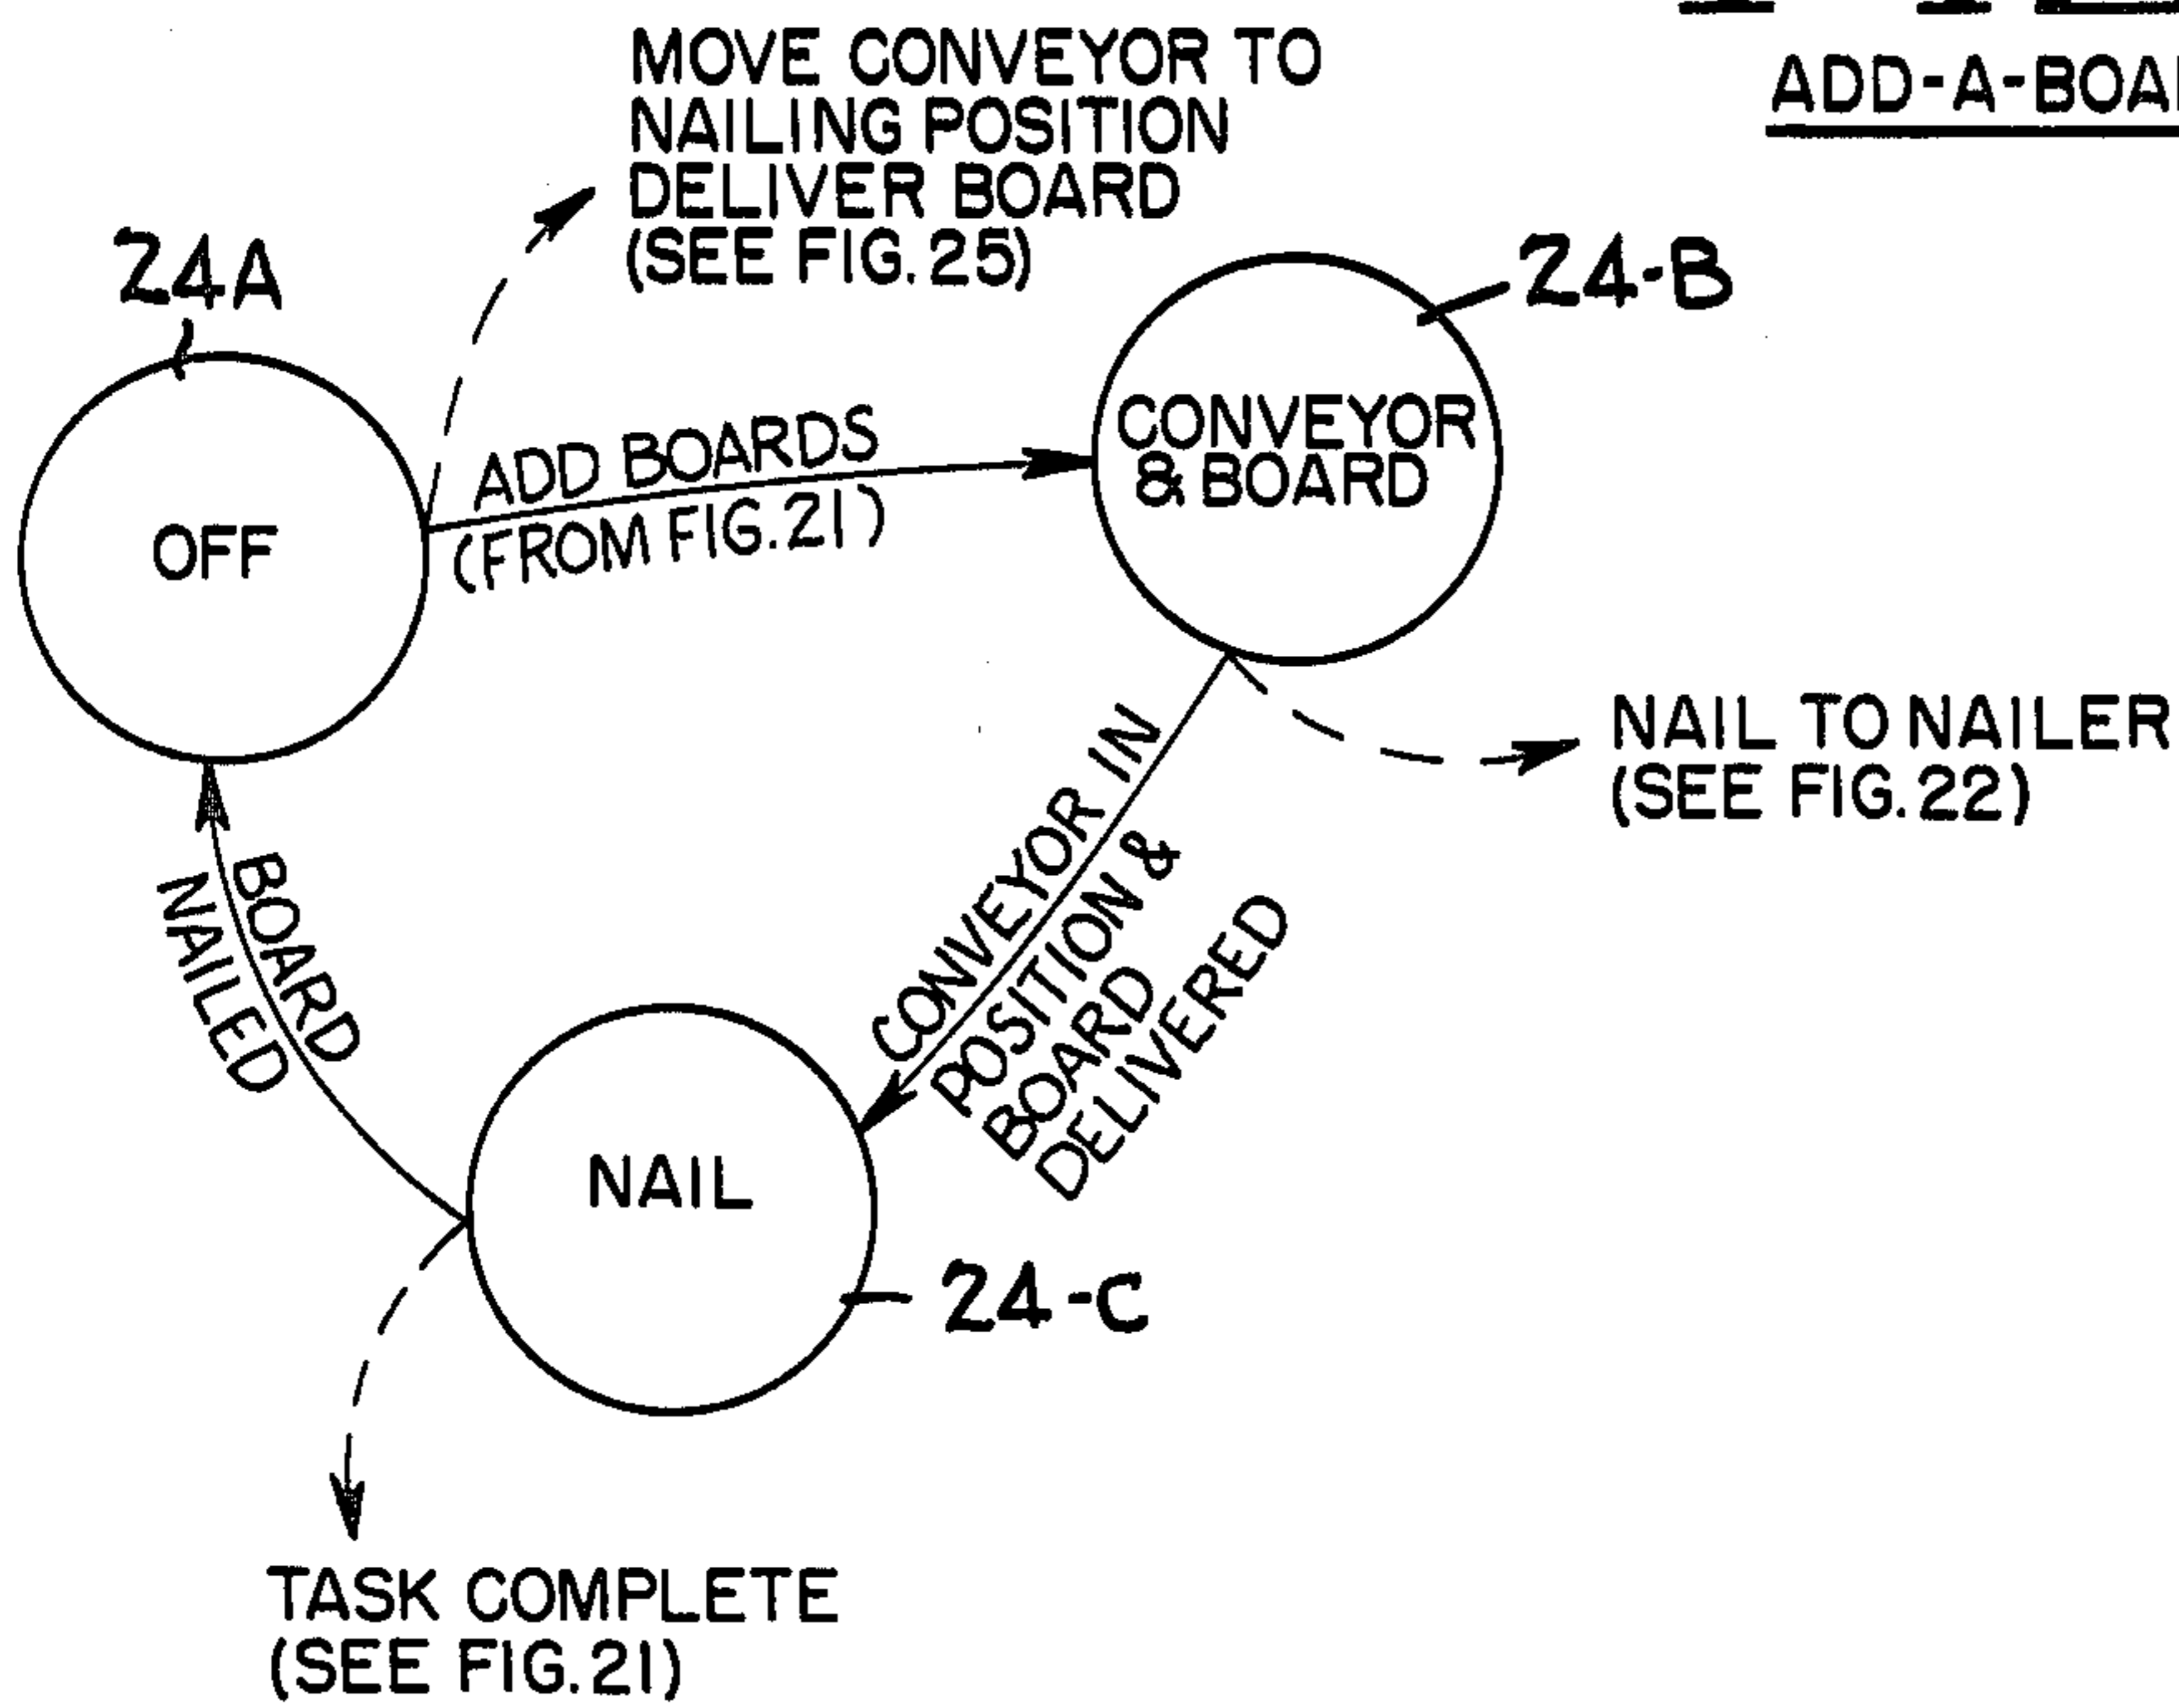 MOVE CONVEYOR TO
NAILING POSITION
DELIVER BOARD
(SEE FIG. 25)
24A
24-B
OFF
ADD BOARDS
(FROM FIG. 21)
CONVEYOR
& BOARD
NAIL TO NAILER
(SEE FIG. 22)
CONVEYOR IN
POSITION &
BOARD
DELIVERED
BOARD
NAILED
NAIL
24-C
TASK COMPLETE
(SEE FIG. 21)